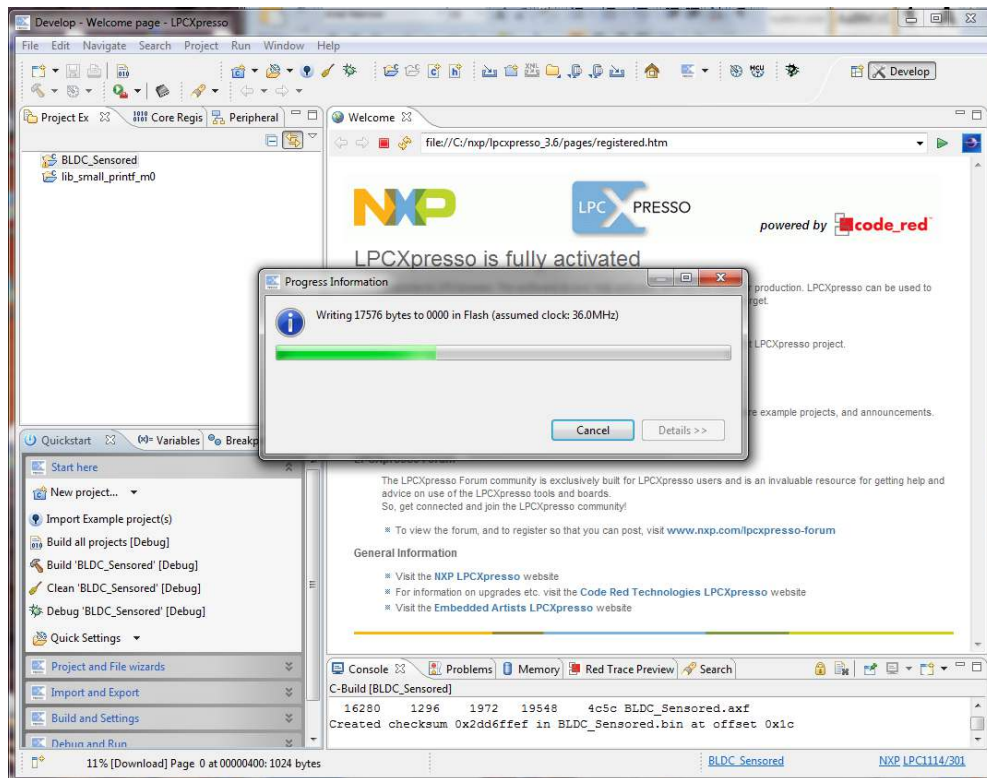 Develop - Welcome page - LPCXpresso
File Edit Navigate Search Project Run Window Help
Develop
Project Ex Core Regis Peripheral
Welcome
file://C:/nxp/lpcxpresso_3.6/pages/registered.htm
BLDC_Sensored
lib_small_printf_m0
NXP
LPC XPRESSO
powered by code_red
LPCXpresso is fully activated
Progress Information
production. LPCXpresso can be used to
Writing 17576 bytes to 0000 in Flash (assumed clock: 36.0MHz)
LPCXpresso project.
Cancel
Details >>
example projects, and announcements.
Quickstart (x)= Variables Breakp
Start here
New project...
Import Example project(s)
Build all projects [Debug]
Build 'BLDC_Sensored' [Debug]
Clean 'BLDC_Sensored' [Debug]
Debug 'BLDC_Sensored' [Debug]
Quick Settings
Project and File wizards
Import and Export
Build and Settings
Debug and Run
The LPCXpresso Forum community is exclusively built for LPCXpresso users and is an invaluable resource for getting help and
advice on use of the LPCXpresso tools and boards.
So, get connected and join the LPCXpresso community!
To view the forum, and to register so that you can post, visit www.nxp.com/lpcxpresso-forum
General Information
Visit the NXP LPCXpresso website
For information on upgrades etc. visit the Code Red Technologies LPCXpresso website
Visit the Embedded Artists LPCXpresso website
Console Problems Memory Red Trace Preview Search
C-Build [BLDC_Sensored]
16280 1296 1972 19548 4c5c BLDC_Sensored.axf
Created checksum 0x2dd6ffef in BLDC_Sensored.bin at offset 0x1c
11% [Download] Page 0 at 00000400: 1024 bytes
BLDC_Sensored
NXP LPC1114/301